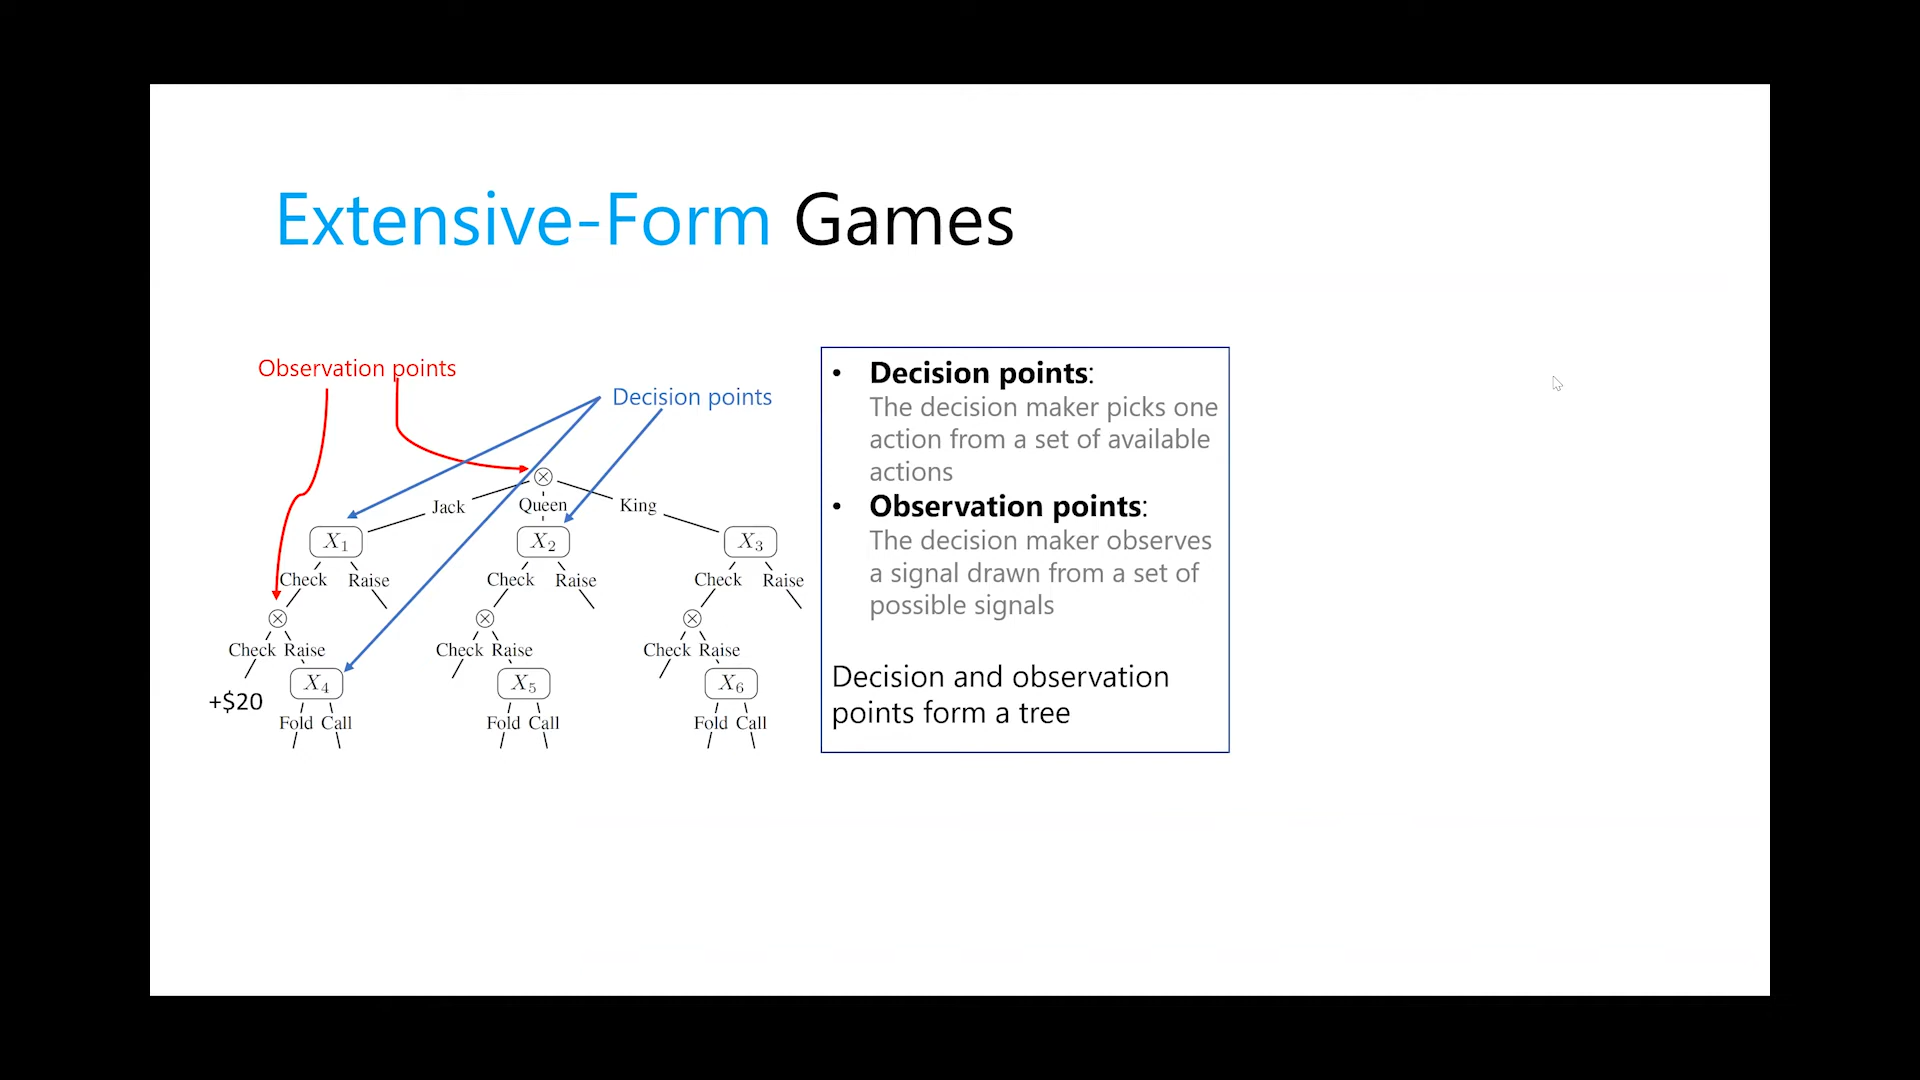 Extensive-Form Games
Observation points
Decision points
Jack Queen King
X1 X2 X3
Check Raise Check Raise Check Raise
Check Raise Check Raise Check Raise
+$20
X4 X5 X6
Fold Call Fold Call Fold Call
• Decision points:
The decision maker picks one
action from a set of available
actions
• Observation points:
The decision maker observes
a signal drawn from a set of
possible signals
Decision and observation
points form a tree